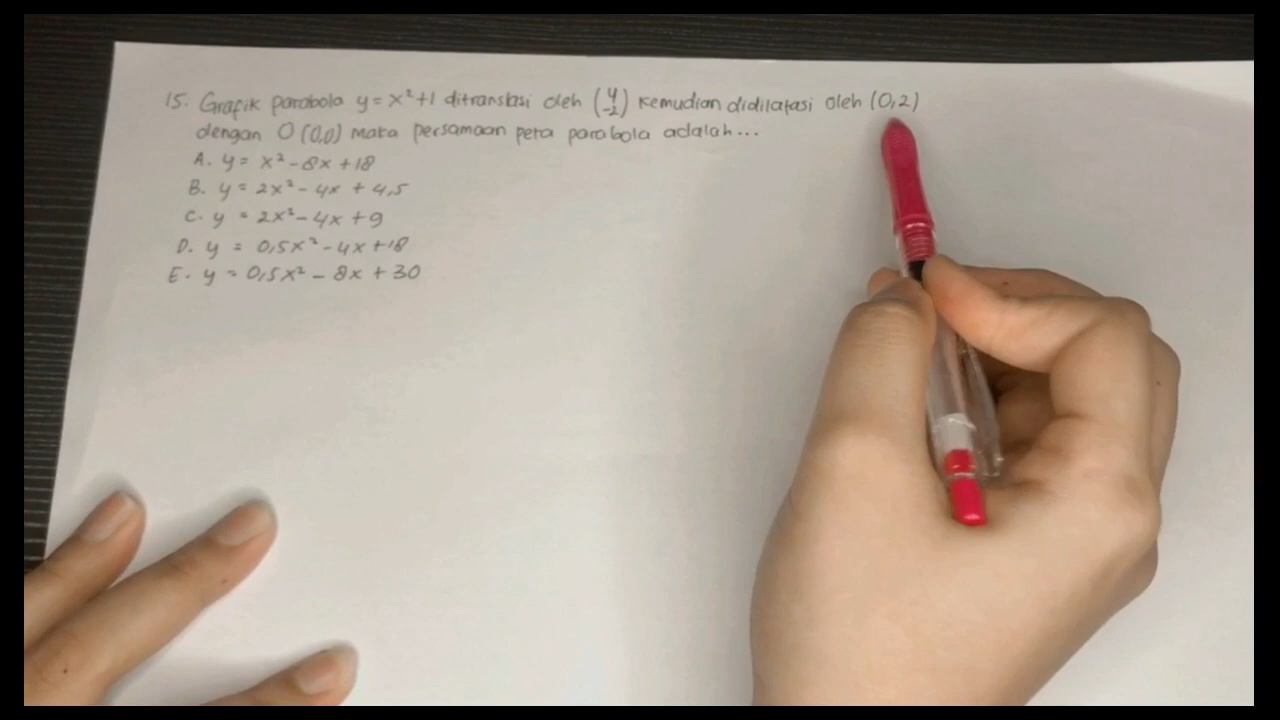 15. Grafik parabola y = x²+1 ditranslasi oleh (4 -2) kemudian didilatasi oleh (0,2)
dengan O (0,0) maka persamaan peta parabola adalah...
A. y = x² - 8x + 18
B. y = 2x² - 4x + 4,5
C. y = 2x² - 4x + 9
D. y = 0,5x² - 4x + 18
E. y = 0,5x² - 8x + 30